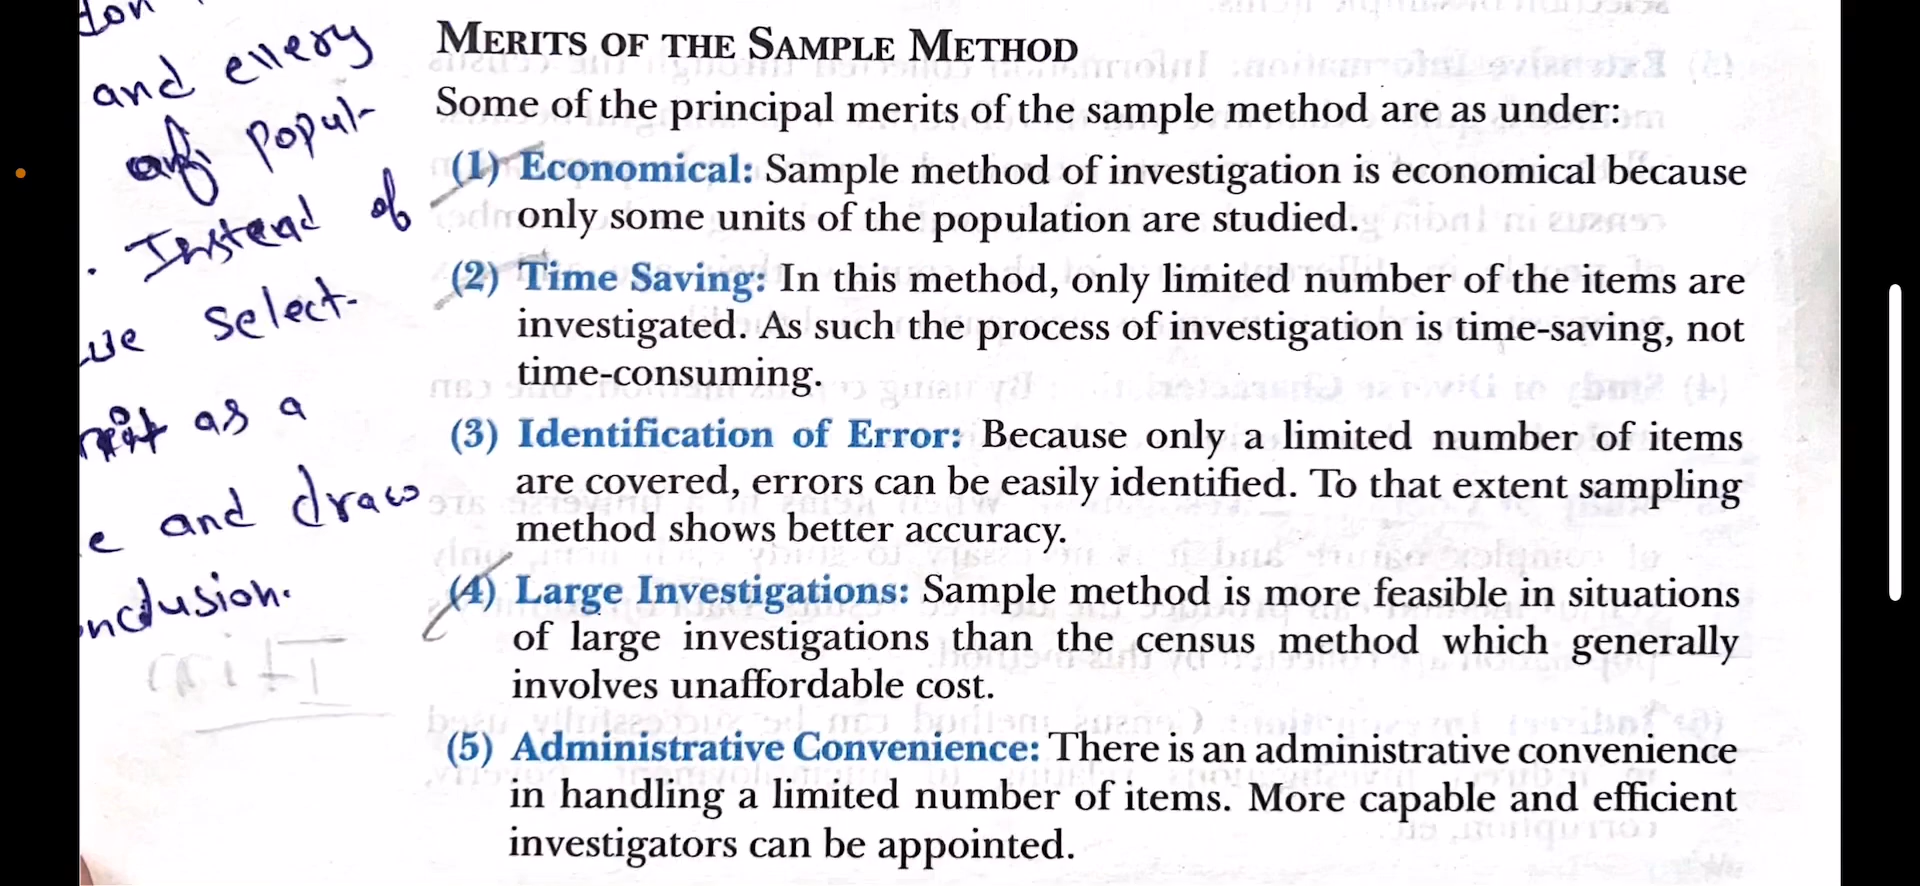 and every
of popul-
Instead of
we select-
as a
and draw
MERITS OF THE SAMPLE METHOD
Some of the principal merits of the sample method are as under:
(1) Economical: Sample method of investigation is economical because
only some units of the population are studied.
(2) Time Saving: In this method, only limited number of the items are
investigated. As such the process of investigation is time-saving, not
time-consuming.
(3) Identification of Error: Because only a limited number of items
are covered, errors can be easily identified. To that extent sampling
method shows better accuracy.
(4) Large Investigations: Sample method is more feasible in situations
of large investigations than the census method which generally
involves unaffordable cost.
(5) Administrative Convenience: There is an administrative convenience
in handling a limited number of items. More capable and efficient
investigators can be appointed.